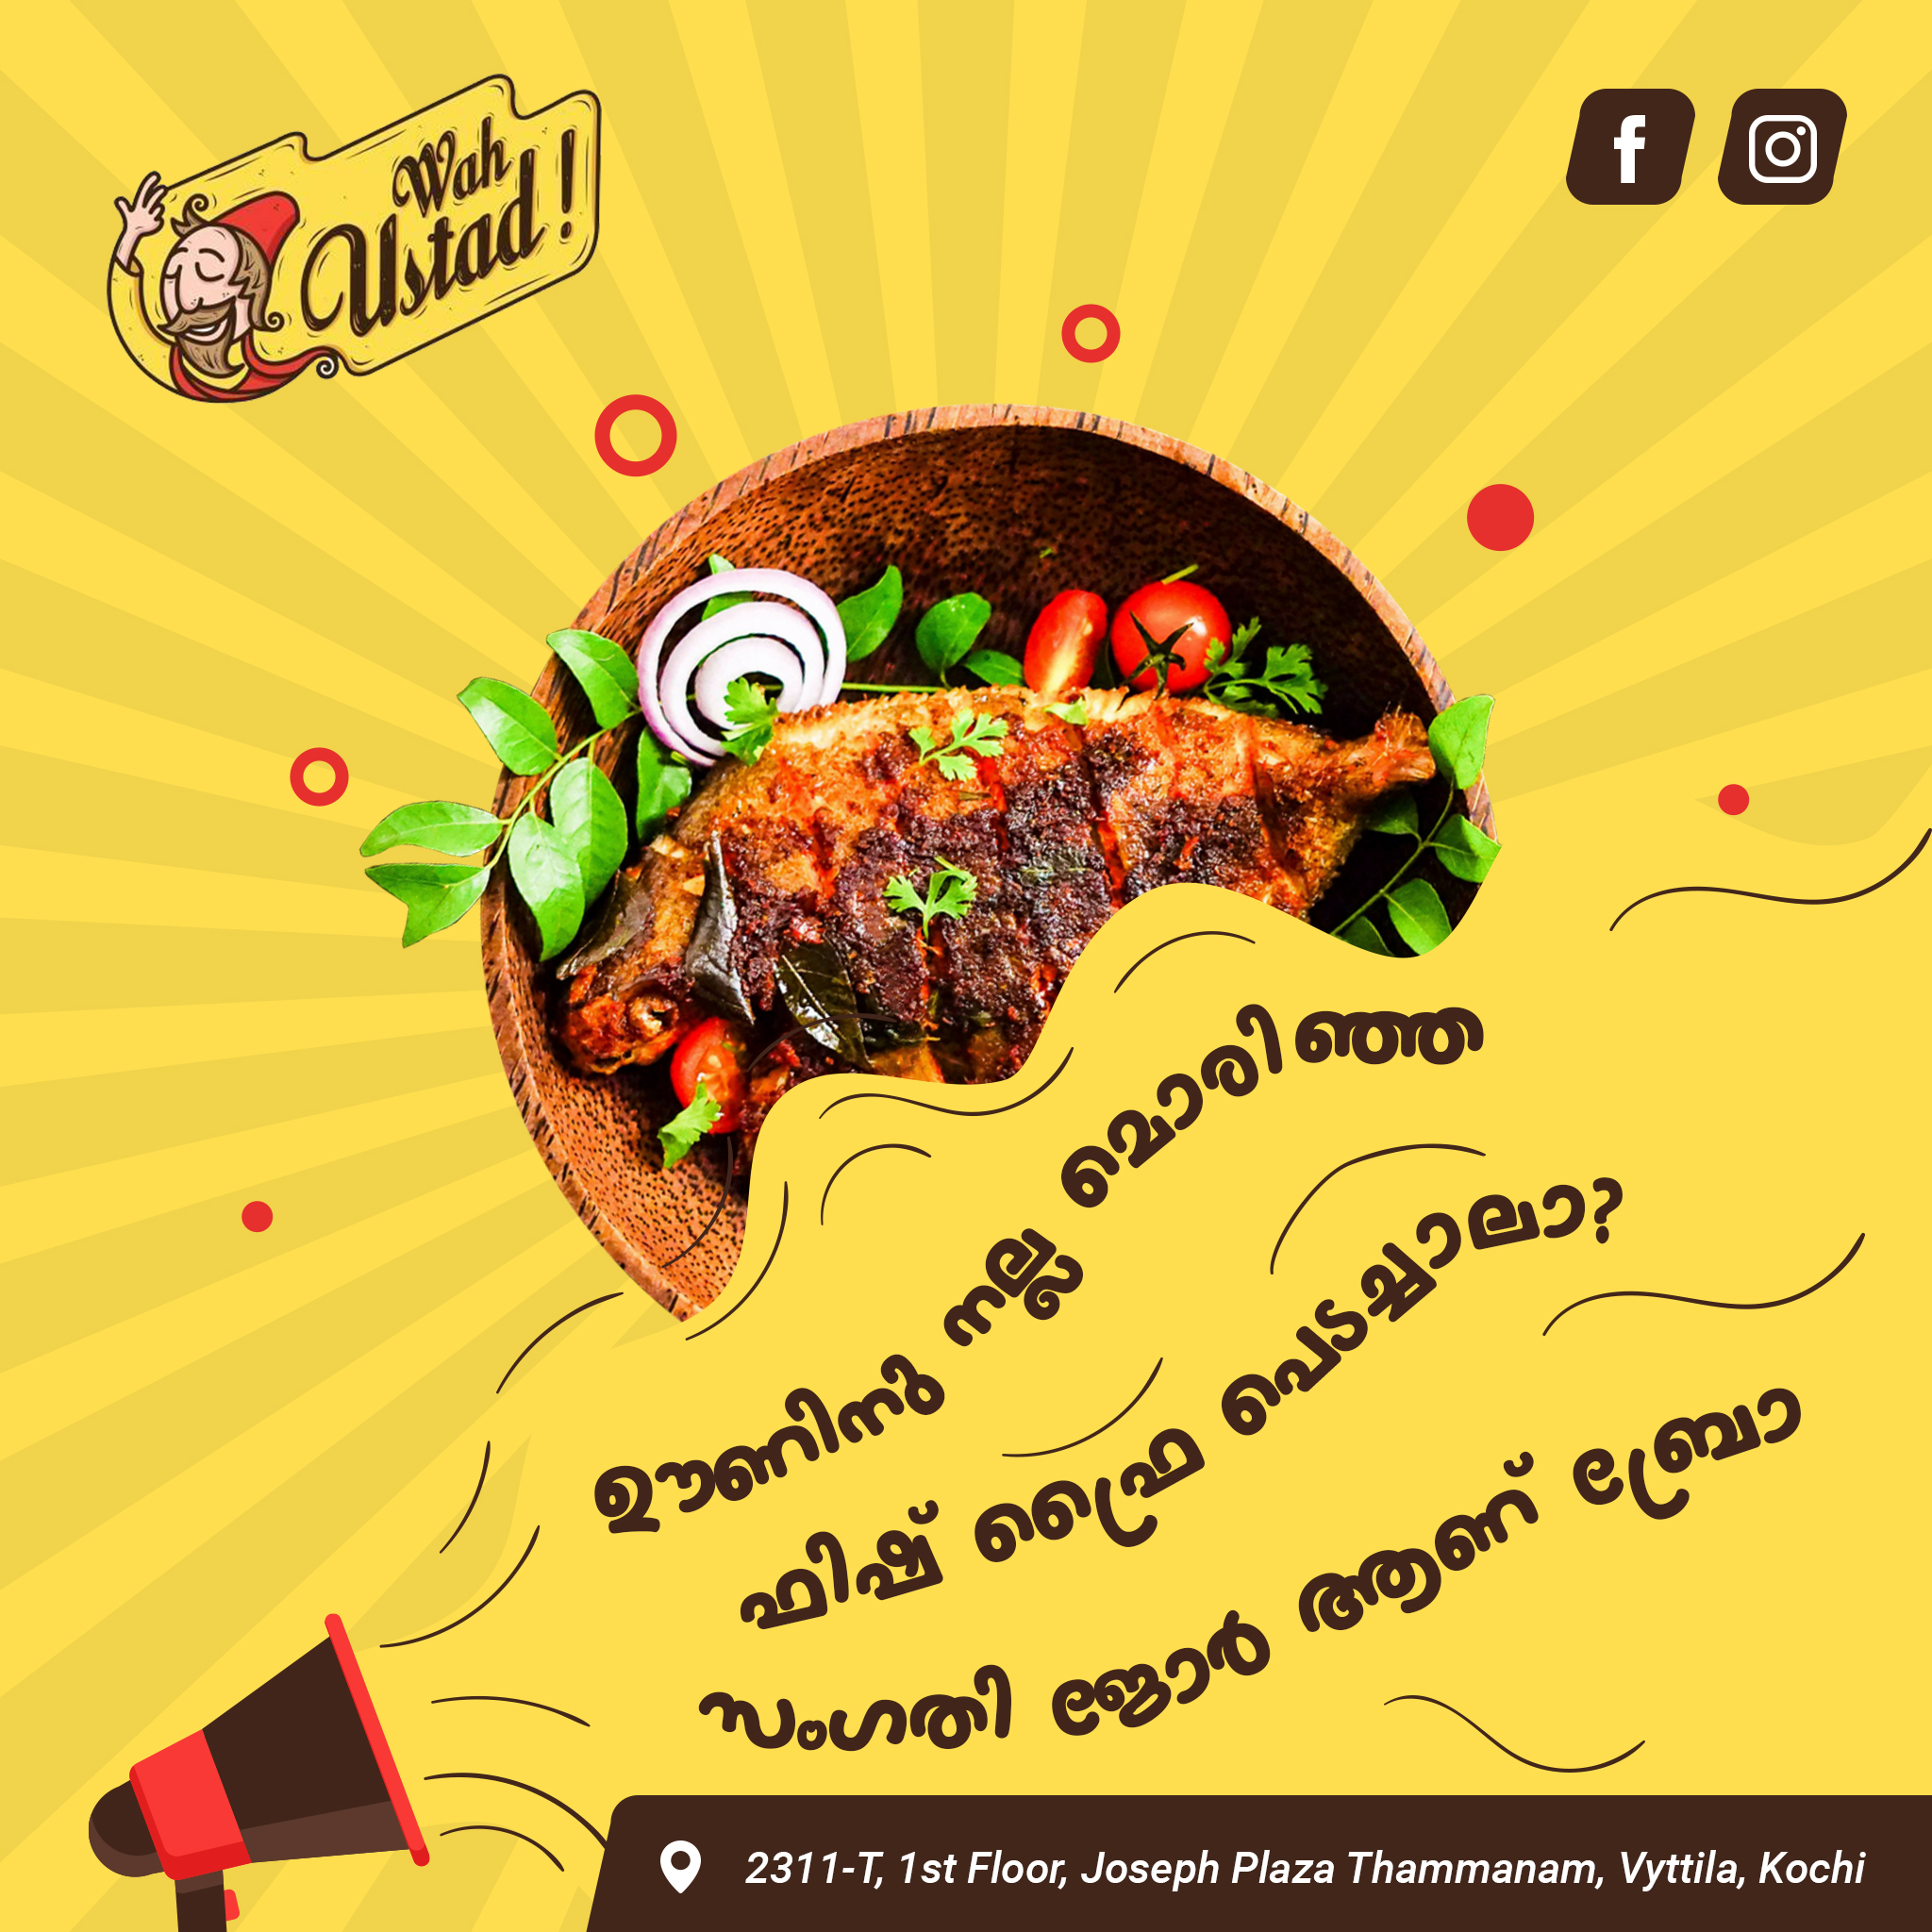 Wah
Ustad!
ഊണിനു നല്ല മൊരിഞ്ഞ
ഫിഷ് ഫ്രൈ പെടച്ചാലാ?
സംഗതി ജോർ ആണ് ബ്രോ
2311-T, 1st Floor, Joseph Plaza Thammanam, Vyttila, Kochi